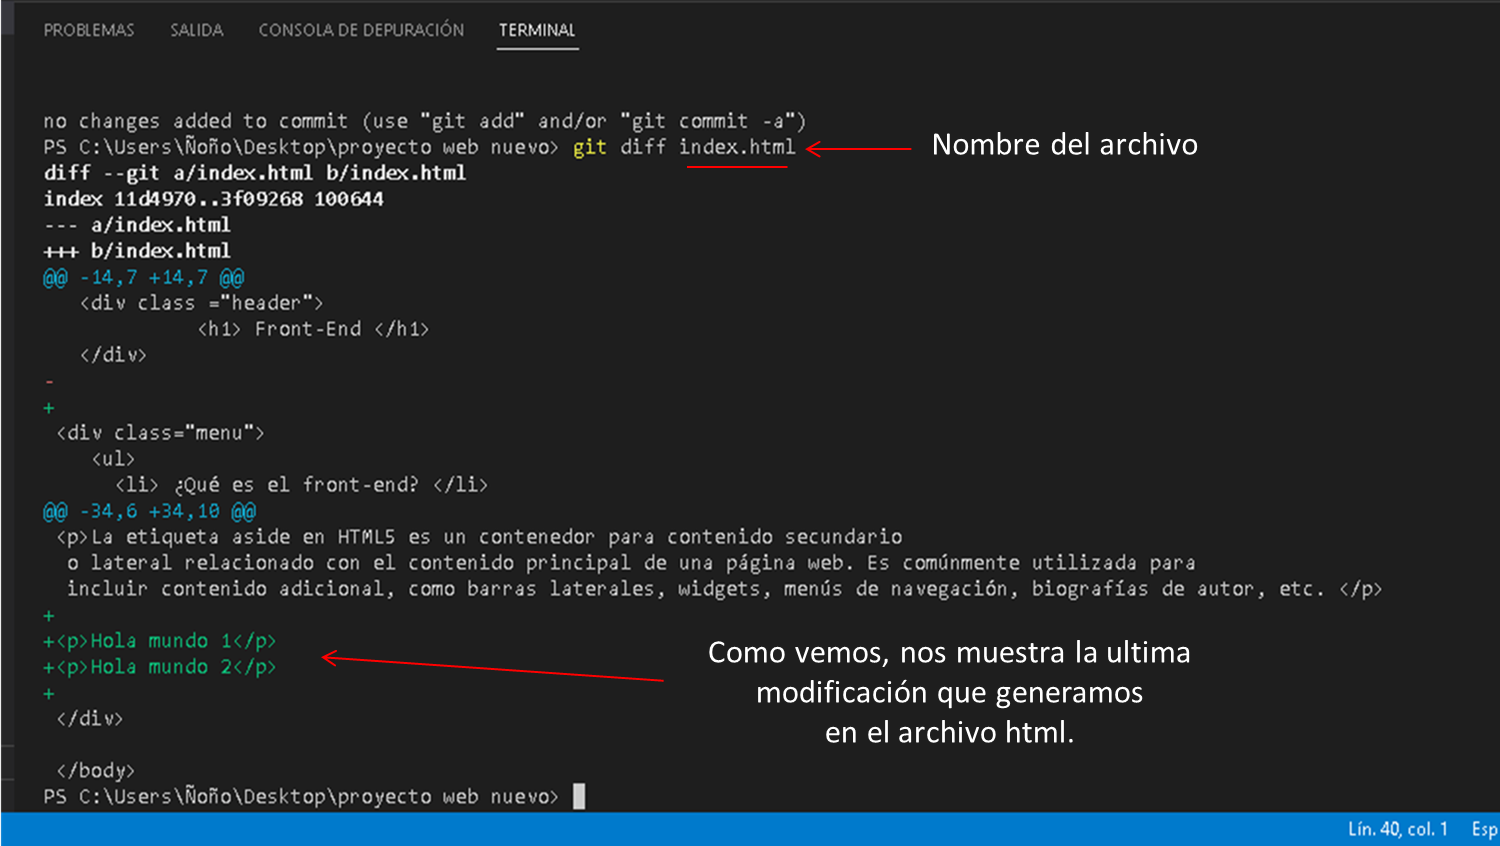 PROBLEMAS SALIDA CONSOLA DE DEPURACIÓN TERMINAL
no changes added to commit (use "git add" and/or "git commit -a")
PS C:\Users\Ñoño\Desktop\proyecto web nuevo> git diff index.html
Nombre del archivo
diff --git a/index.html b/index.html
index 11d4970..3f09268 100644
--- a/index.html
+++ b/index.html
@@ -14,7 +14,7 @@
   <div class ="header">
             <h1> Front-End </h1>
   </div>
-
+
 <div class="menu">
    <ul>
      <li> ¿Qué es el front-end? </li>
@@ -34,6 +34,10 @@
 <p>La etiqueta aside en HTML5 es un contenedor para contenido secundario
  o lateral relacionado con el contenido principal de una página web. Es comúnmente utilizada para
  incluir contenido adicional, como barras laterales, widgets, menús de navegación, biografías de autor, etc. </p>
+
+<p>Hola mundo 1</p>
+<p>Hola mundo 2</p>
+
Como vemos, nos muestra la ultima
modificación que generamos
en el archivo html.
 </div>
 </body>
PS C:\Users\Ñoño\Desktop\proyecto web nuevo>
Lín. 40, col. 1 Esp